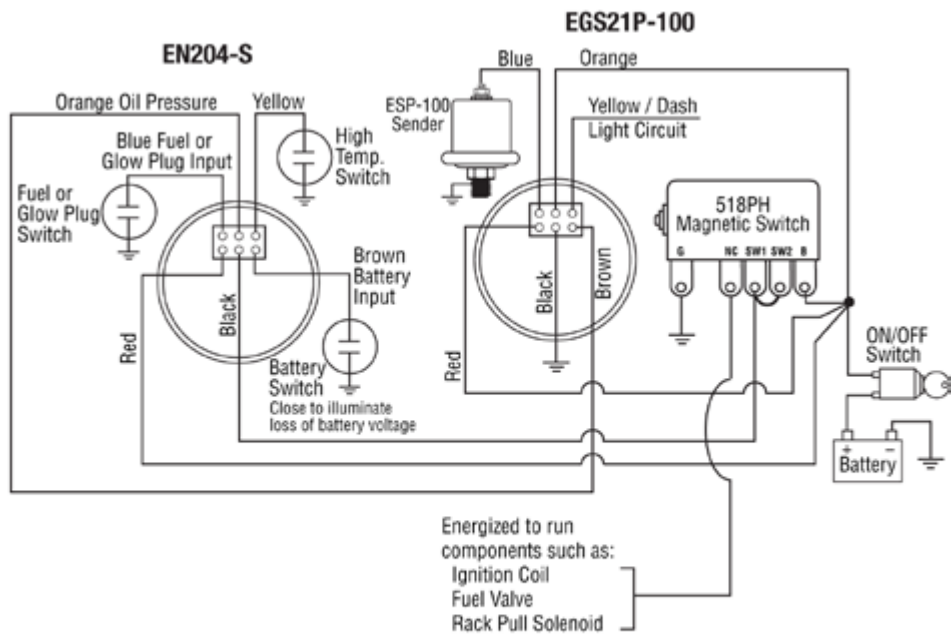 EGS21P-100
EN204-S
Blue
Orange
Orange Oil Pressure
Yellow
ESP-100
Sender
Yellow / Dash
Light Circuit
Blue Fuel or
Glow Plug Input
High
Temp.
Switch
Fuel or
Glow Plug
Switch
518PH
Magnetic Switch
G
NC
SW1
SW2
B
Brown
Battery
Input
Red
Black
Battery
Switch
Close to illuminate
loss of battery voltage
Red
Black
Brown
ON/OFF
Switch
+
−
Battery
Energized to run
components such as:
Ignition Coil
Fuel Valve
Rack Pull Solenoid